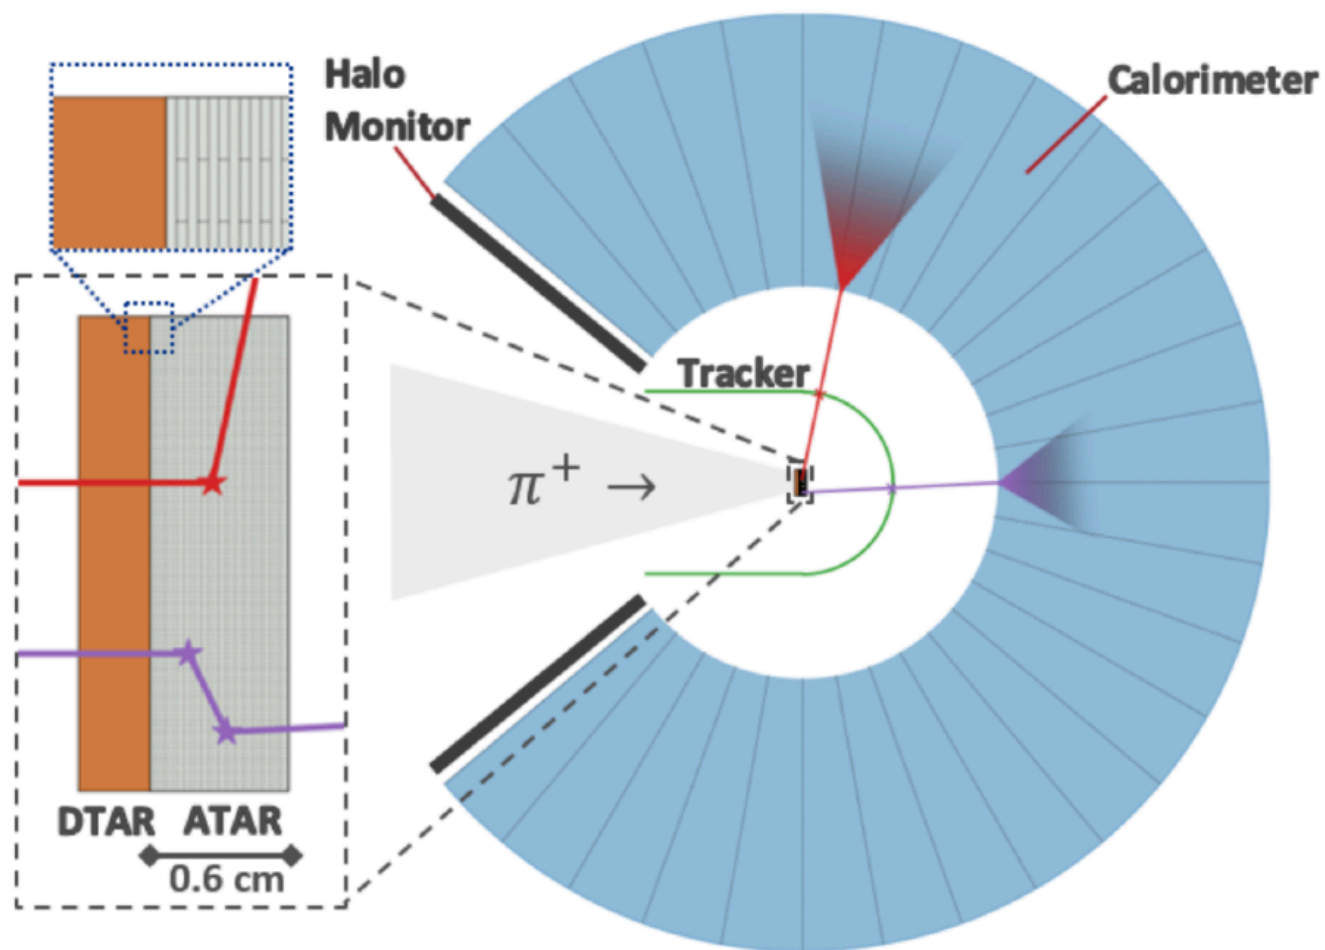 Halo
Monitor
Calorimeter
Tracker
π⁺ →
DTAR ATAR
0.6 cm